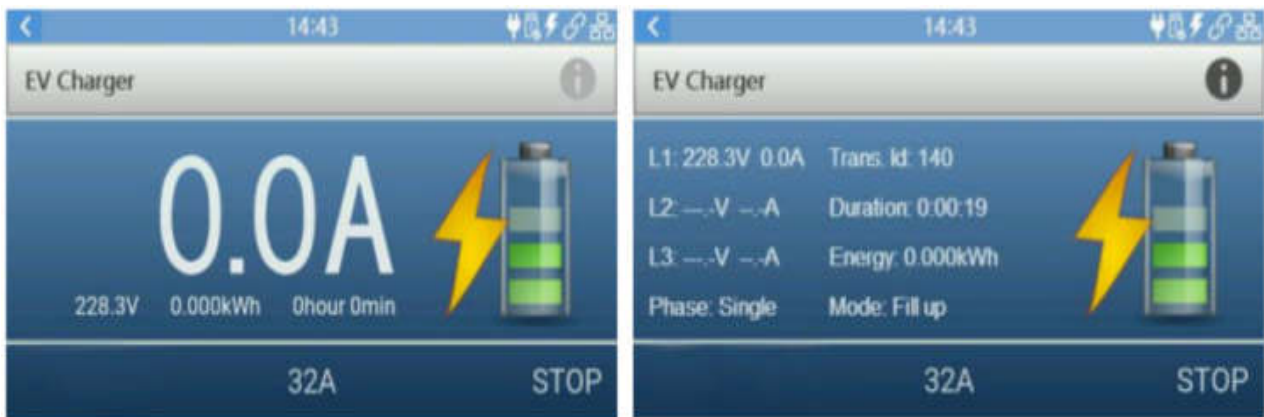 14:43
EV Charger
0.0A
228.3V 0.000kWh 0hour 0min
32A STOP
14:43
EV Charger
L1: 228.3V 0.0A Trans. Id: 140
L2: ---.-V --.-A Duration: 0:00:19
L3: ---.-V --.-A Energy: 0.000kWh
Phase: Single Mode: Fill up
32A STOP